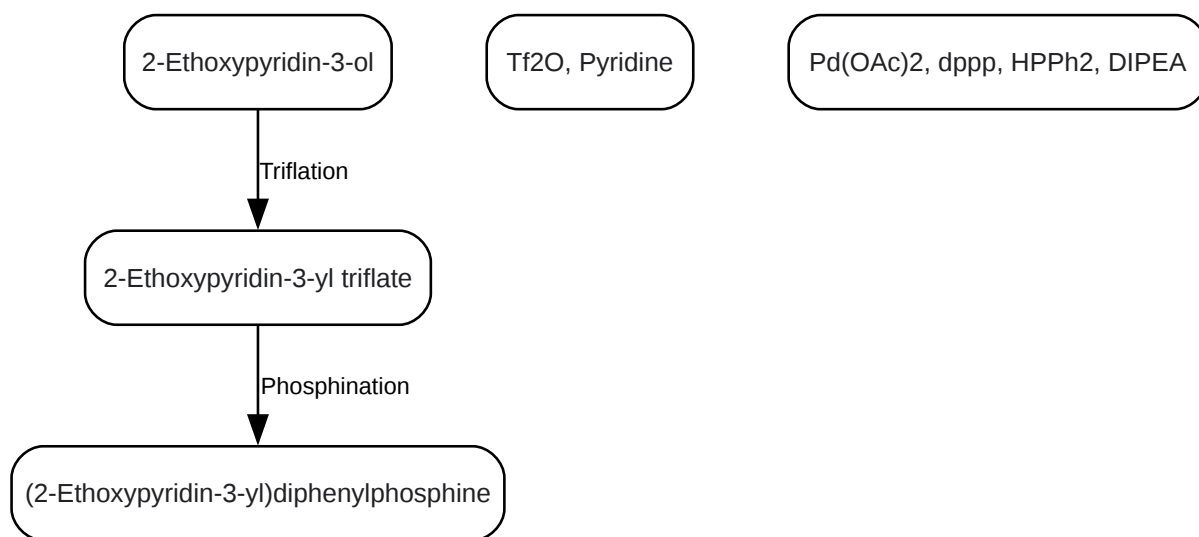 2-Ethoxypyridin-3-ol
Tf2O, Pyridine
Pd(OAc)2, dppp, HPPh2, DIPEA
Triflation
2-Ethoxypyridin-3-yl triflate
Phosphination
(2-Ethoxypyridin-3-yl)diphenylphosphine